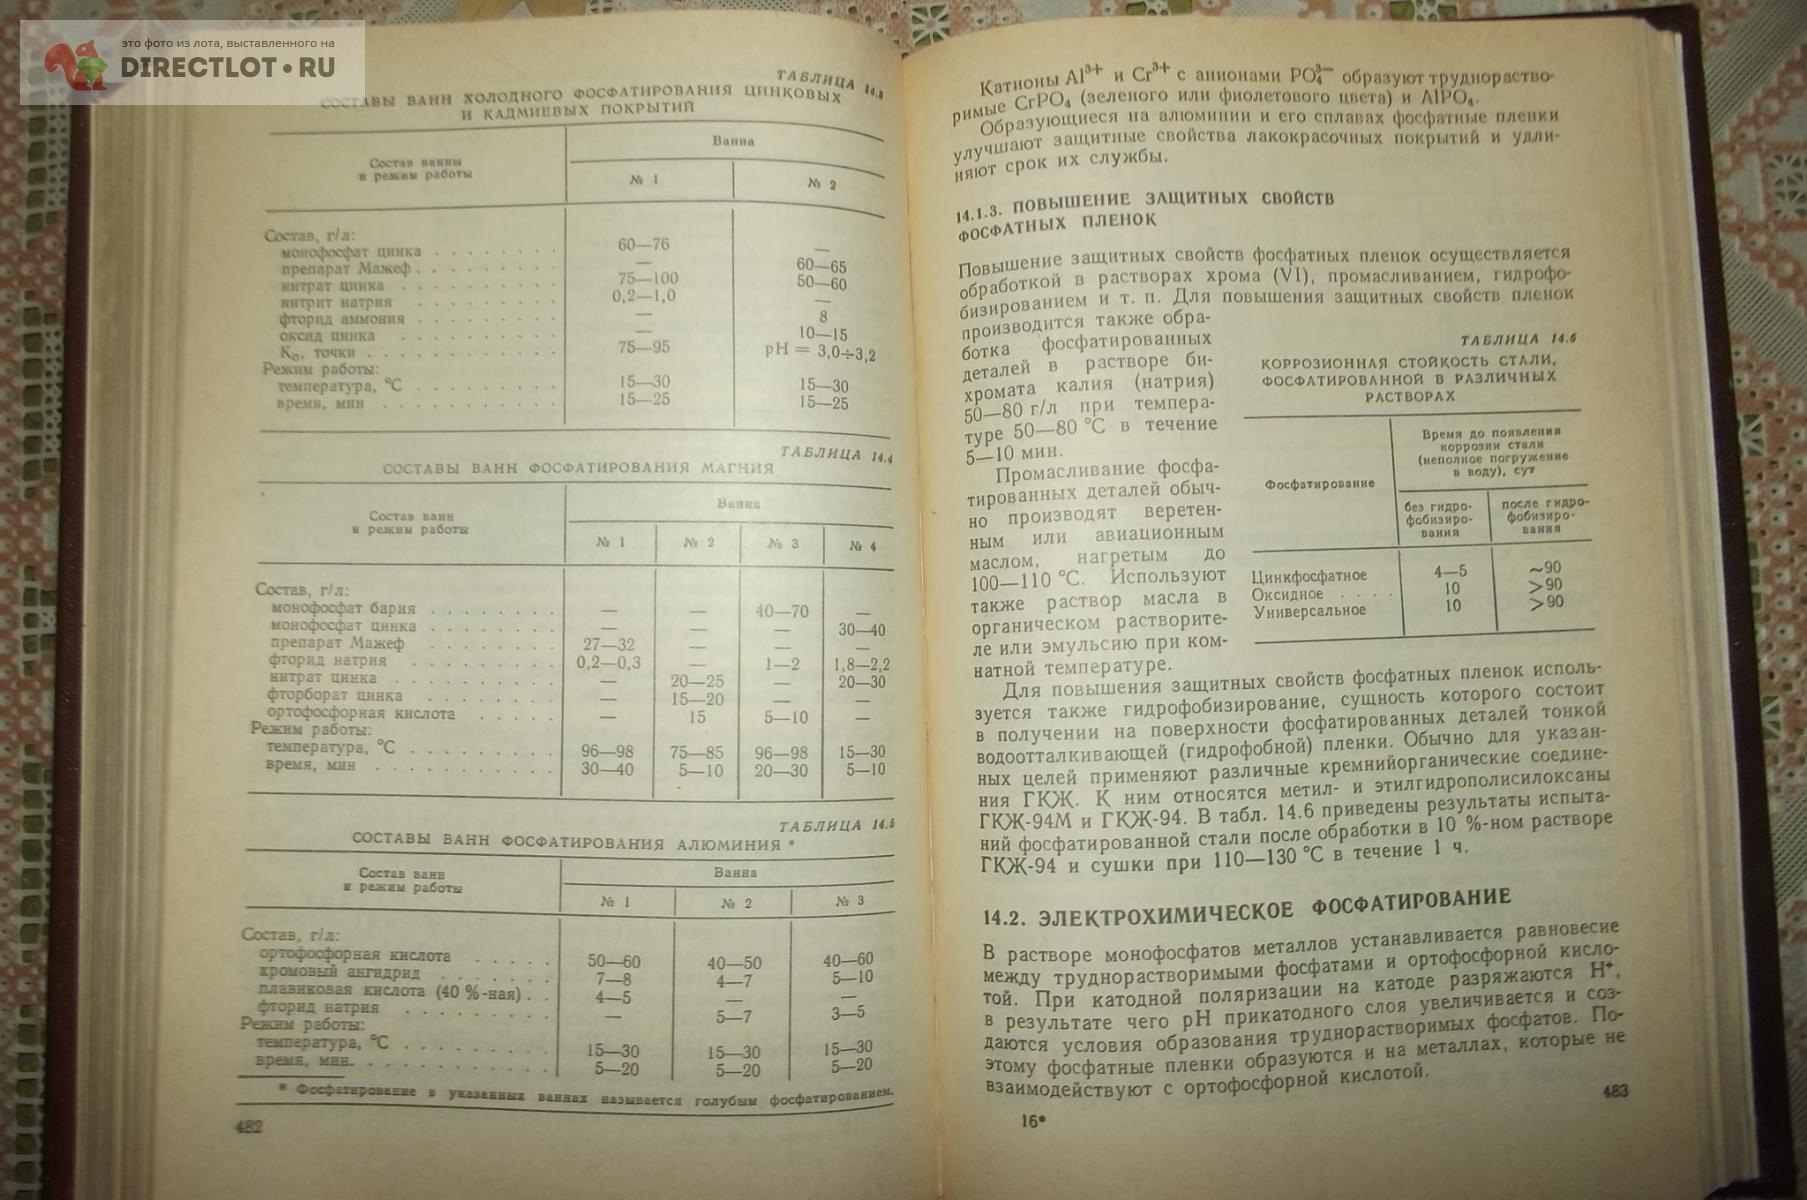 это фото из лота, выставленного на
DIRECTLOT.RU
ТАБЛИЦА 14.3
СОСТАВЫ ВАНН ХОЛОДНОГО ФОСФАТИРОВАНИЯ ЦИНКОВЫХ
И КАДМИЕВЫХ ПОКРЫТИЙ
Состав ванны
и режим работы
Ванна
№ 1 № 2
Состав, г/л:
монофосфат цинка . . . . . . . 60—76 —
препарат Мажеф . . . . . . . . — 60—65
нитрат цинка . . . . . . . . . 75—100 50—60
нитрит натрия . . . . . . . . 0,2—1,0 —
фторид аммония . . . . . . . . — 8
оксид цинка . . . . . . . . . — 10—15
Kо, точки . . . . . . . . . . . 75—95 pH = 3,0÷3,2
Режим работы:
температура, °C . . . . . . . . 15—30 15—30
время, мин . . . . . . . . . . 15—25 15—25
ТАБЛИЦА 14.4
СОСТАВЫ ВАНН ФОСФАТИРОВАНИЯ МАГНИЯ
Состав ванн
и режим работы
Ванна
№ 1 № 2 № 3 № 4
Состав, г/л:
монофосфат бария . . . . . . . — — 40—70 —
монофосфат цинка . . . . . . . — — — 30—40
препарат Мажеф . . . . . . . 27—32 — — —
фторид натрия . . . . . . . . 0,2—0,3 — 1—2 1,8—2,2
нитрат цинка . . . . . . . . . — 20—25 — 20—30
фторборат цинка . . . . . . . — 15—20 — —
ортофосфорная кислота . . . . . — 15 5—10 —
Режим работы:
температура, °C . . . . . . . . 96—98 75—85 96—98 15—30
время, мин . . . . . . . . . . 30—40 5—10 20—30 5—10
ТАБЛИЦА 14.5
СОСТАВЫ ВАНН ФОСФАТИРОВАНИЯ АЛЮМИНИЯ *
Состав ванн
и режим работы
Ванна
№ 1 № 2 № 3
Состав, г/л:
ортофосфорная кислота . . . . . 50—60 40—50 40—60
хромовый ангидрид . . . . . . 7—8 4—7 5—10
плавиковая кислота (40 %-ная) . . 4—5 — —
фторид натрия . . . . . . . . . — 5—7 3—5
Режим работы:
температура, °C . . . . . . . . 15—30 15—30 15—30
время, мин. . . . . . . . . . . 5—20 5—20 5—20
* Фосфатирование в указанных ваннах называется голубым фосфатированием.
482
Катионы Al³⁺ и Cr³⁺ с анионами PO₄³⁻ образуют труднораство-
римые CrPO₄ (зеленого или фиолетового цвета) и AlPO₄.
Образующиеся на алюминии и его сплавах фосфатные пленки
улучшают защитные свойства лакокрасочных покрытий и удли-
няют срок их службы.
14.1.3. ПОВЫШЕНИЕ ЗАЩИТНЫХ СВОЙСТВ
ФОСФАТНЫХ ПЛЕНОК
Повышение защитных свойств фосфатных пленок осуществляется
обработкой в растворах хрома (VI), промасливанием, гидрофо-
бизированием и т. п. Для повышения защитных свойств пленок
производится также обра-
ботка фосфатированных
деталей в растворе би-
хромата калия (натрия)
50—80 г/л при темпера-
туре 50—80 °C в течение
5—10 мин.
Промасливание фосфа-
тированных деталей обыч-
но производят веретен-
ным или авиационным
маслом, нагретым до
100—110 °C. Используют
также раствор масла в
органическом растворите-
ле или эмульсию при ком-
натной температуре.
ТАБЛИЦА 14.6
КОРРОЗИОННАЯ СТОЙКОСТЬ СТАЛИ,
ФОСФАТИРОВАННОЙ В РАЗЛИЧНЫХ
РАСТВОРАХ
Фосфатирование
Время до появления
коррозии стали
(неполное погружение
в воду), сут
без гидро- после гидро-
фобизиро- фобизиро-
вания вания
Цинкфосфатное 4—5 ~90
Оксидное . . . . 10 >90
Универсальное 10 >90
Для повышения защитных свойств фосфатных пленок исполь-
зуется также гидрофобизирование, сущность которого состоит
в получении на поверхности фосфатированных деталей тонкой
водоотталкивающей (гидрофобной) пленки. Обычно для указан-
ных целей применяют различные кремнийорганические соедине-
ния ГКЖ. К ним относятся метил- и этилгидрополисилоксаны
ГКЖ-94М и ГКЖ-94. В табл. 14.6 приведены результаты испыта-
ний фосфатированной стали после обработки в 10 %-ном растворе
ГКЖ-94 и сушки при 110—130 °C в течение 1 ч.
14.2. ЭЛЕКТРОХИМИЧЕСКОЕ ФОСФАТИРОВАНИЕ
В растворе монофосфатов металлов устанавливается равновесие
между труднорастворимыми фосфатами и ортофосфорной кисло-
той. При катодной поляризации на катоде разряжаются H⁺,
в результате чего pH прикатодного слоя увеличивается и соз-
даются условия образования труднорастворимых фосфатов. По-
этому фосфатные пленки образуются и на металлах, которые не
взаимодействуют с ортофосфорной кислотой.
16*
483